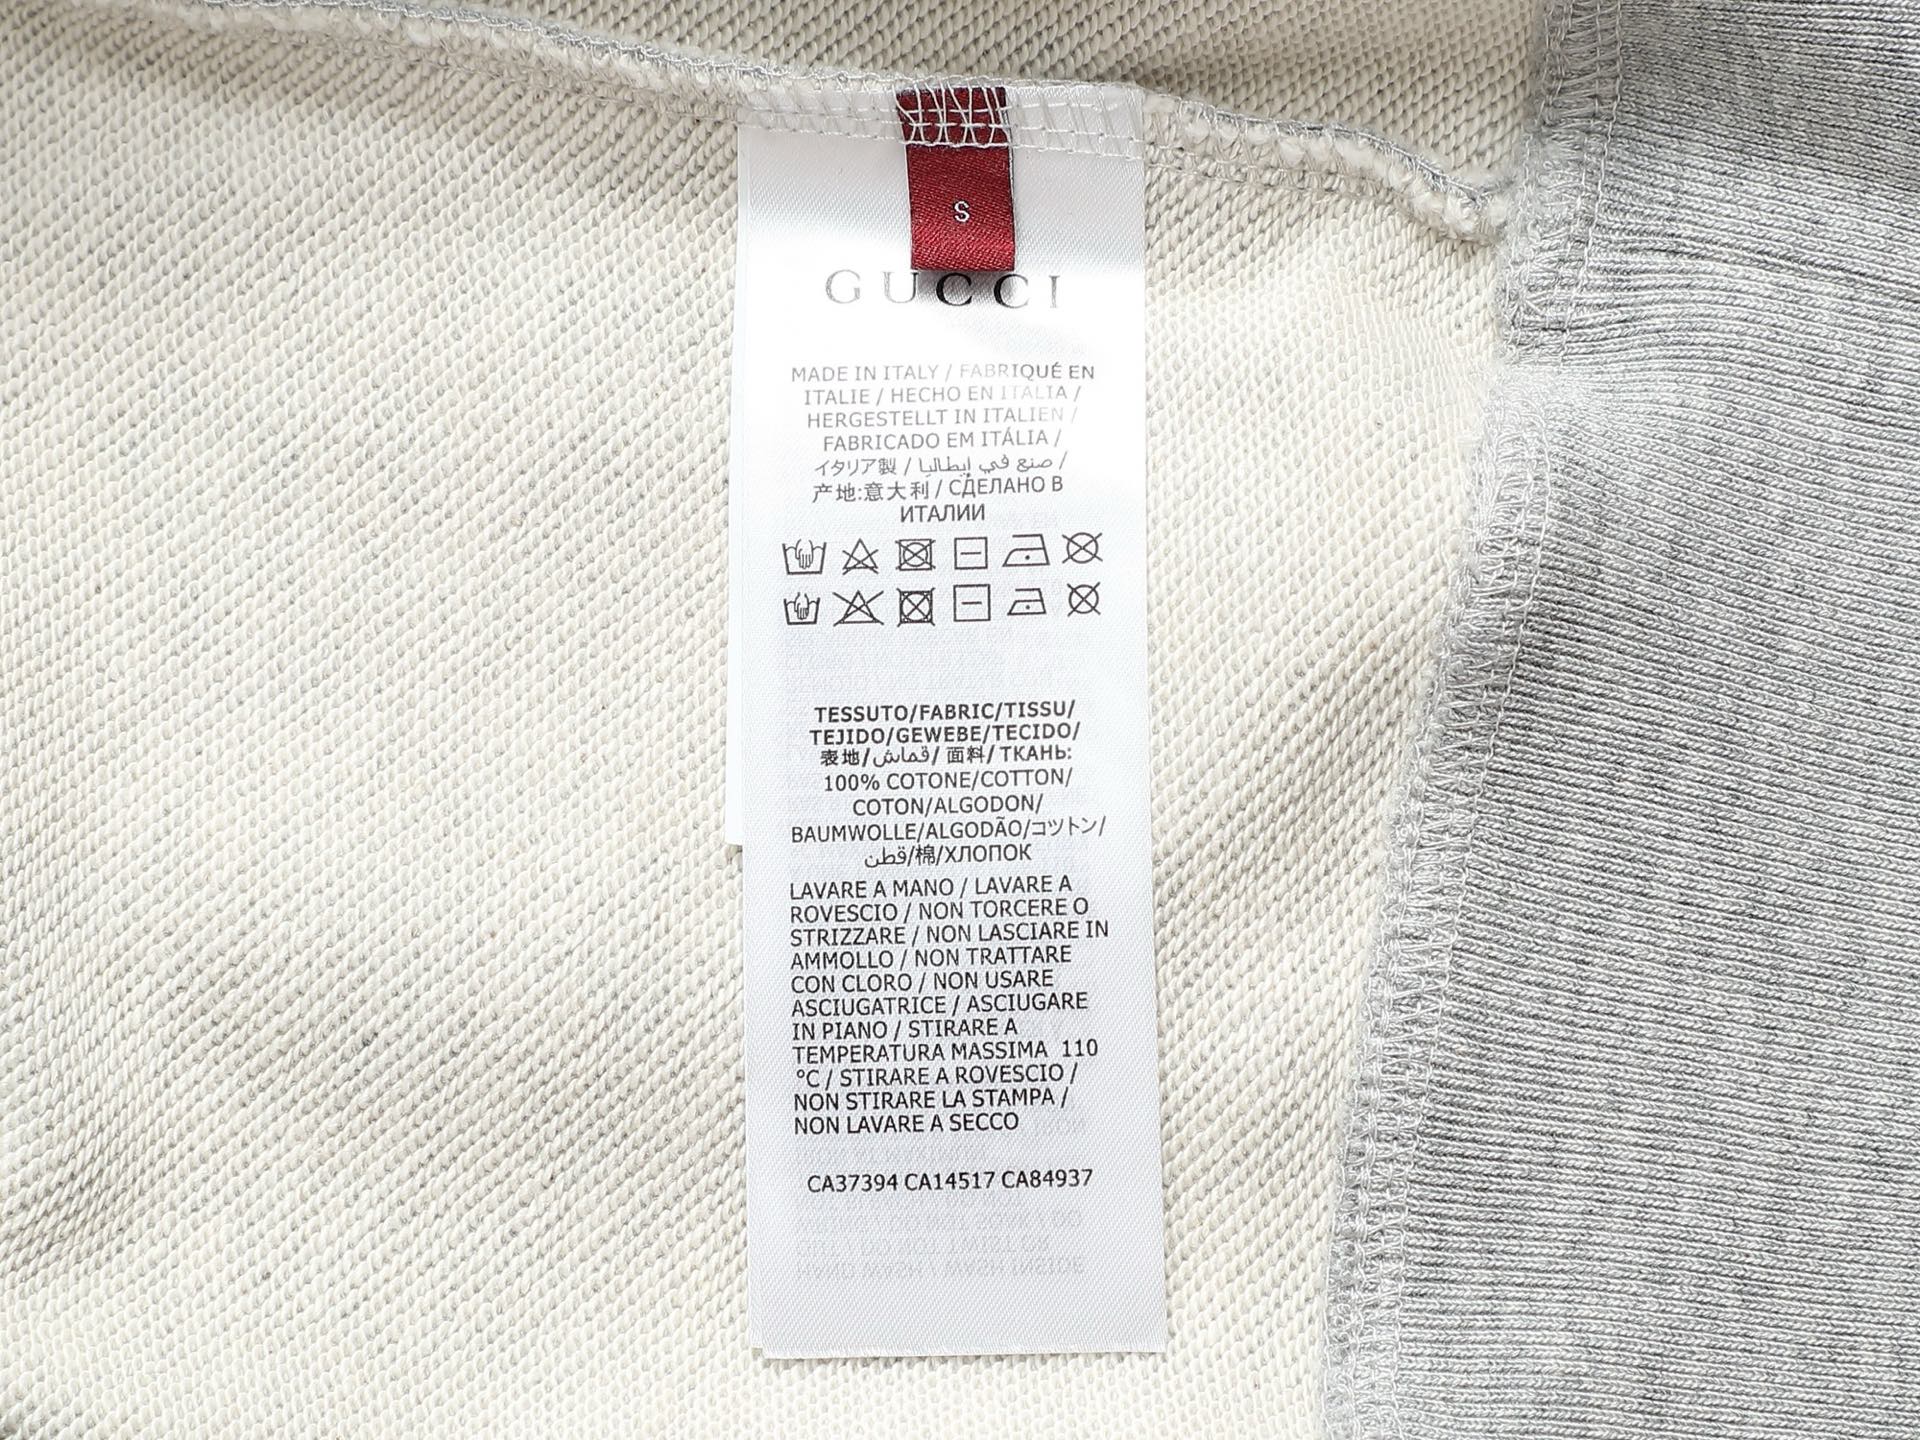 S
GUCCI
MADE IN ITALY / FABRIQUÉ EN
ITALIE / HECHO EN ITALIA /
HERGESTELLT IN ITALIEN /
FABRICADO EM ITÁLIA /
イタリア製 / صنع في إيطاليا /
产地:意大利 / СДЕЛАНО В
ИТАЛИИ
TESSUTO/FABRIC/TISSU/
TEJIDO/GEWEBE/TECIDO/
表地/قماش/ 面料/ ТКАНЬ:
100% COTONE/COTTON/
COTON/ALGODON/
BAUMWOLLE/ALGODÃO/コットン/
قطن/棉/ХЛОПОК
LAVARE A MANO / LAVARE A
ROVESCIO / NON TORCERE O
STRIZZARE / NON LASCIARE IN
AMMOLLO / NON TRATTARE
CON CLORO / NON USARE
ASCIUGATRICE / ASCIUGARE
IN PIANO / STIRARE A
TEMPERATURA MASSIMA 110
°C / STIRARE A ROVESCIO /
NON STIRARE LA STAMPA /
NON LAVARE A SECCO
CA37394 CA14517 CA84937